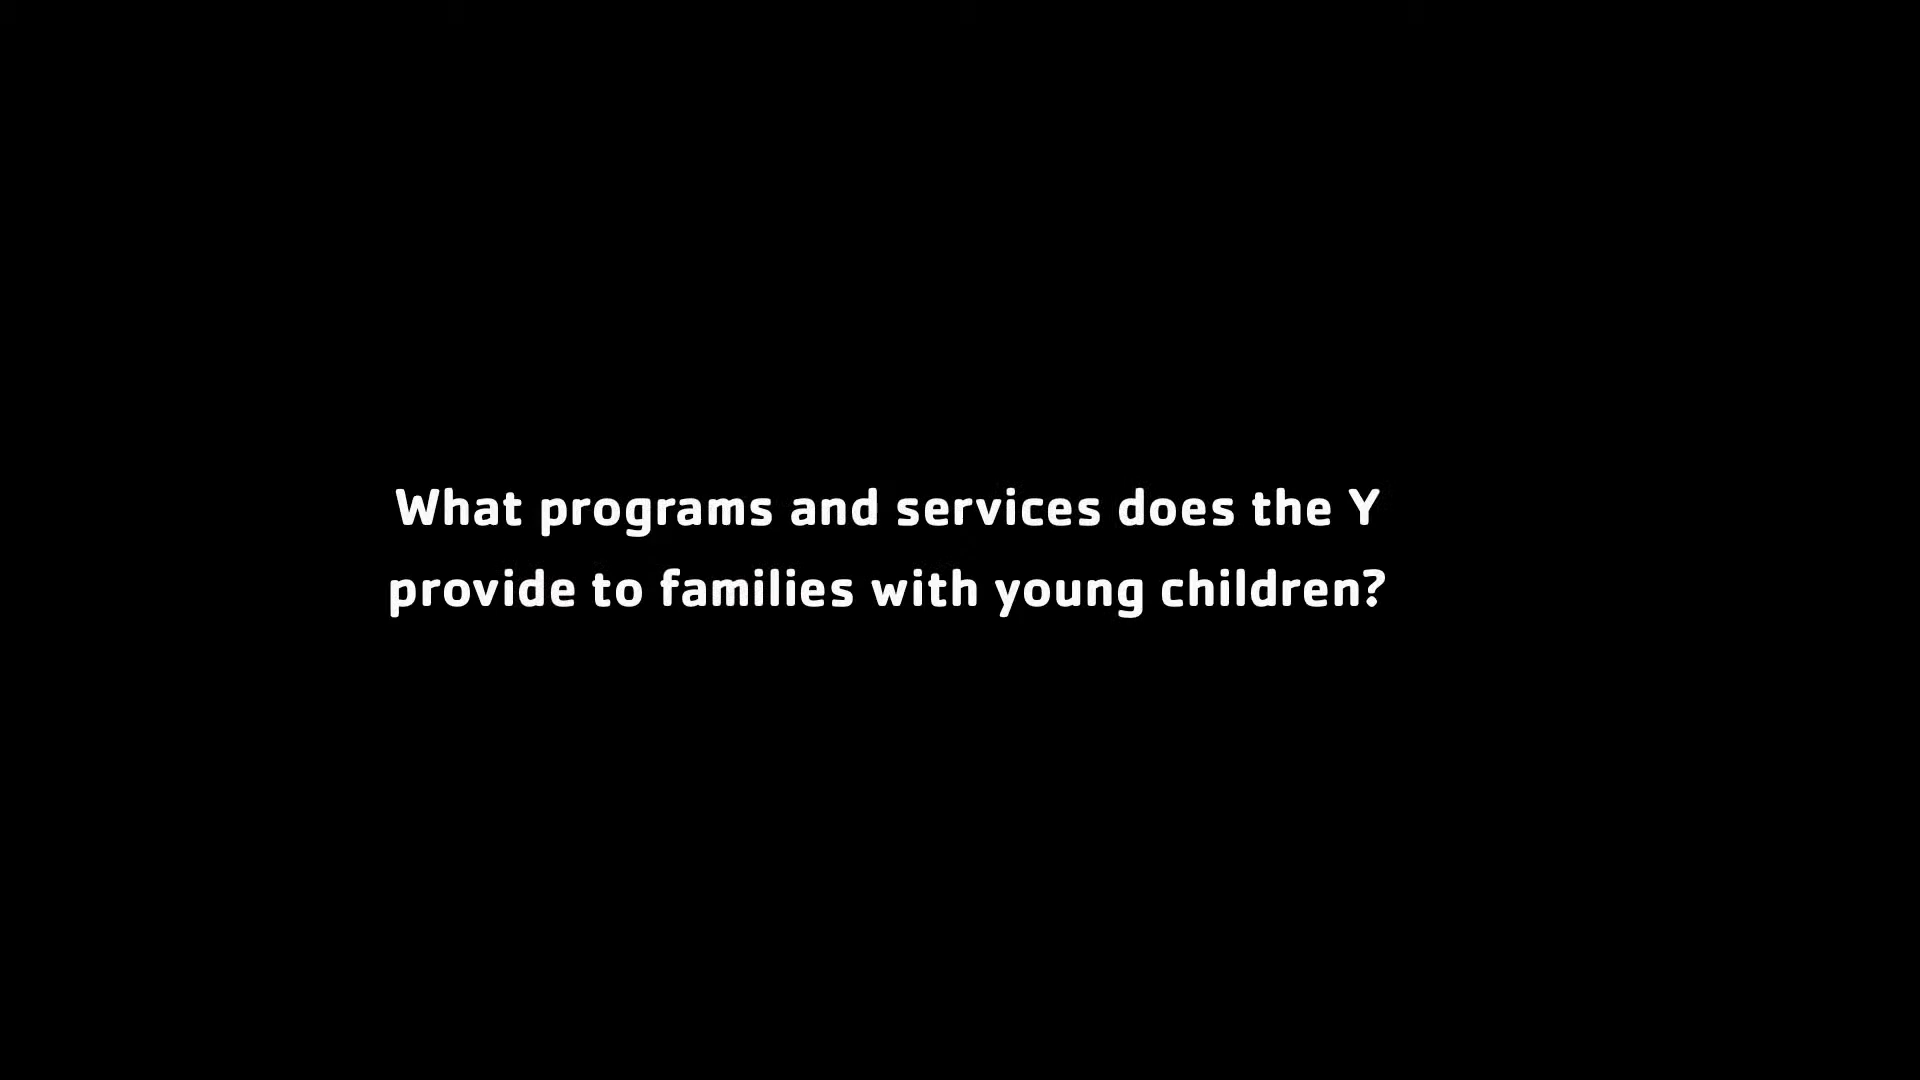 What programs and services does the Y
provide to families with young children?